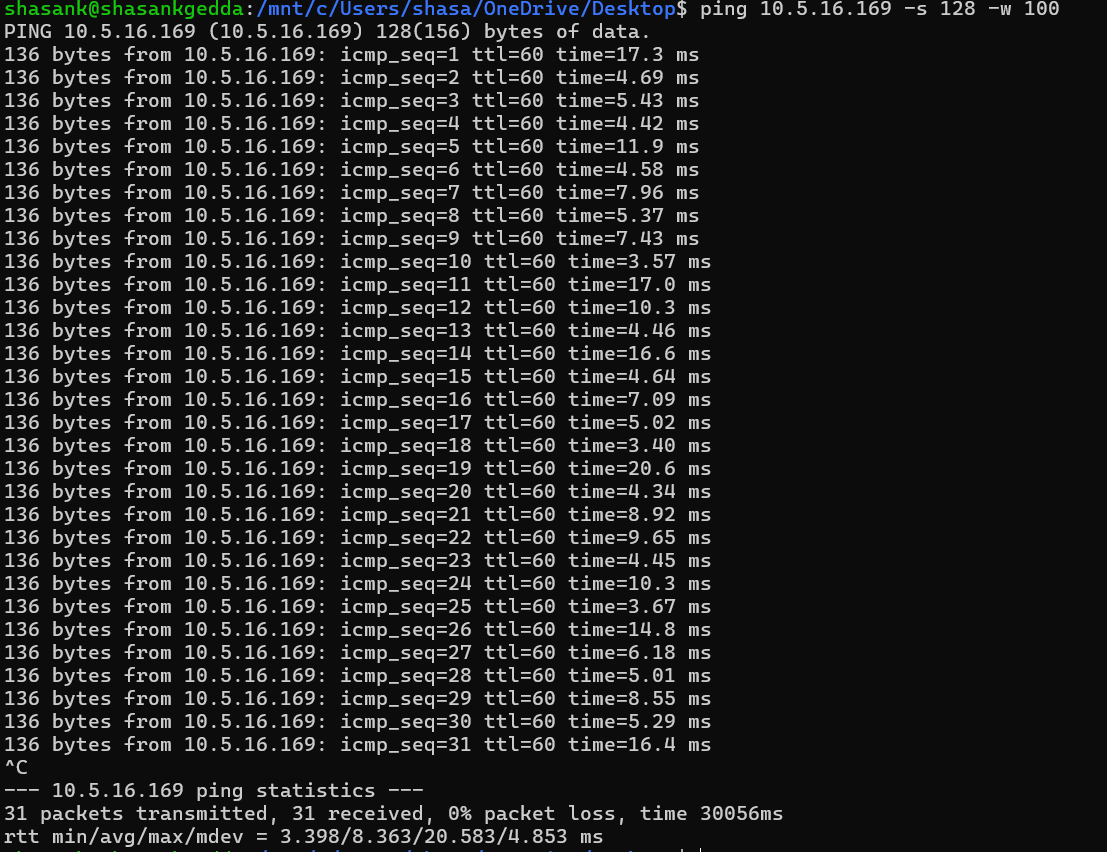 shasank@shasankgedda:/mnt/c/Users/shasa/OneDrive/Desktop$ ping 10.5.16.169 -s 128 -w 100
PING 10.5.16.169 (10.5.16.169) 128(156) bytes of data.
136 bytes from 10.5.16.169: icmp_seq=1 ttl=60 time=17.3 ms
136 bytes from 10.5.16.169: icmp_seq=2 ttl=60 time=4.69 ms
136 bytes from 10.5.16.169: icmp_seq=3 ttl=60 time=5.43 ms
136 bytes from 10.5.16.169: icmp_seq=4 ttl=60 time=4.42 ms
136 bytes from 10.5.16.169: icmp_seq=5 ttl=60 time=11.9 ms
136 bytes from 10.5.16.169: icmp_seq=6 ttl=60 time=4.58 ms
136 bytes from 10.5.16.169: icmp_seq=7 ttl=60 time=7.96 ms
136 bytes from 10.5.16.169: icmp_seq=8 ttl=60 time=5.37 ms
136 bytes from 10.5.16.169: icmp_seq=9 ttl=60 time=7.43 ms
136 bytes from 10.5.16.169: icmp_seq=10 ttl=60 time=3.57 ms
136 bytes from 10.5.16.169: icmp_seq=11 ttl=60 time=17.0 ms
136 bytes from 10.5.16.169: icmp_seq=12 ttl=60 time=10.3 ms
136 bytes from 10.5.16.169: icmp_seq=13 ttl=60 time=4.46 ms
136 bytes from 10.5.16.169: icmp_seq=14 ttl=60 time=16.6 ms
136 bytes from 10.5.16.169: icmp_seq=15 ttl=60 time=4.64 ms
136 bytes from 10.5.16.169: icmp_seq=16 ttl=60 time=7.09 ms
136 bytes from 10.5.16.169: icmp_seq=17 ttl=60 time=5.02 ms
136 bytes from 10.5.16.169: icmp_seq=18 ttl=60 time=3.40 ms
136 bytes from 10.5.16.169: icmp_seq=19 ttl=60 time=20.6 ms
136 bytes from 10.5.16.169: icmp_seq=20 ttl=60 time=4.34 ms
136 bytes from 10.5.16.169: icmp_seq=21 ttl=60 time=8.92 ms
136 bytes from 10.5.16.169: icmp_seq=22 ttl=60 time=9.65 ms
136 bytes from 10.5.16.169: icmp_seq=23 ttl=60 time=4.45 ms
136 bytes from 10.5.16.169: icmp_seq=24 ttl=60 time=10.3 ms
136 bytes from 10.5.16.169: icmp_seq=25 ttl=60 time=3.67 ms
136 bytes from 10.5.16.169: icmp_seq=26 ttl=60 time=14.8 ms
136 bytes from 10.5.16.169: icmp_seq=27 ttl=60 time=6.18 ms
136 bytes from 10.5.16.169: icmp_seq=28 ttl=60 time=5.01 ms
136 bytes from 10.5.16.169: icmp_seq=29 ttl=60 time=8.55 ms
136 bytes from 10.5.16.169: icmp_seq=30 ttl=60 time=5.29 ms
136 bytes from 10.5.16.169: icmp_seq=31 ttl=60 time=16.4 ms
^C
--- 10.5.16.169 ping statistics ---
31 packets transmitted, 31 received, 0% packet loss, time 30056ms
rtt min/avg/max/mdev = 3.398/8.363/20.583/4.853 ms